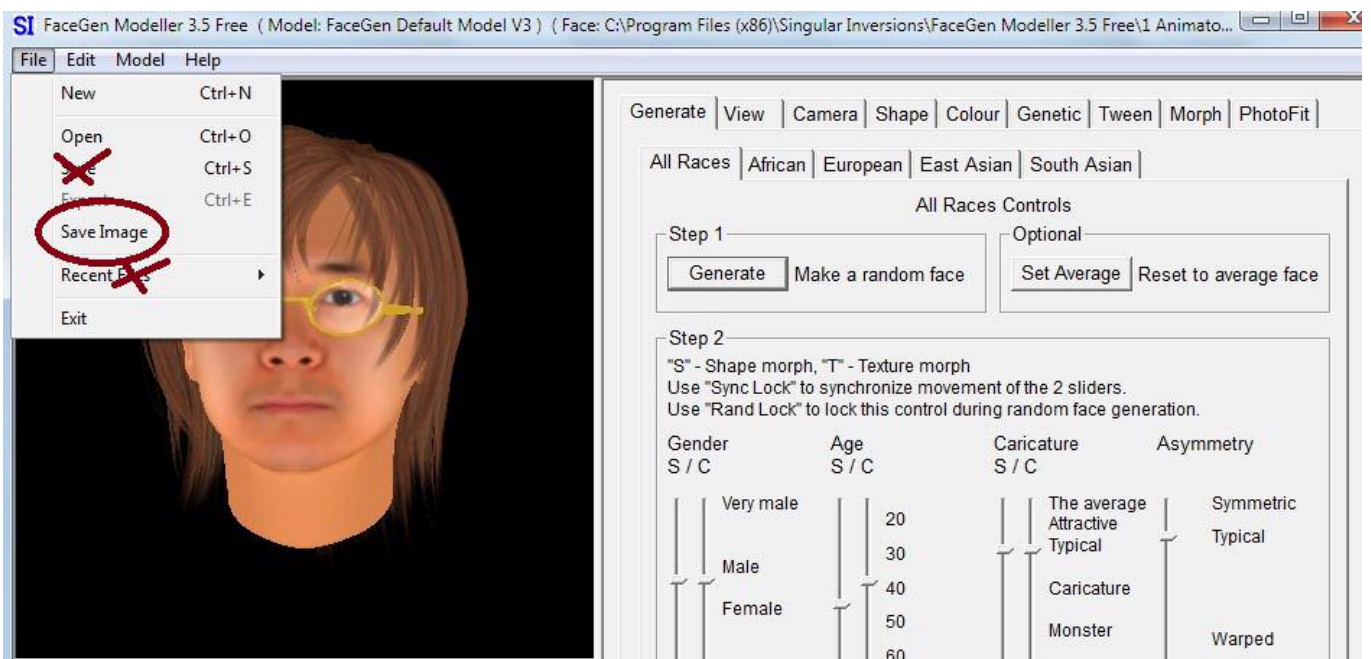 SI FaceGen Modeller 3.5 Free ( Model: FaceGen Default Model V3 ) ( Face: C:\Program Files (x86)\Singular Inversions\FaceGen Modeller 3.5 Free\1 Animato...
File Edit Model Help
New Ctrl+N
Open Ctrl+O
Ctrl+S
Ctrl+E
Save Image
Recent
Exit
Generate View Camera Shape Colour Genetic Tween Morph PhotoFit
All Races African European East Asian South Asian
All Races Controls
Step 1
Generate Make a random face
Optional
Set Average Reset to average face
Step 2
"S" - Shape morph, "T" - Texture morph
Use "Sync Lock" to synchronize movement of the 2 sliders.
Use "Rand Lock" to lock this control during random face generation.
Gender Age Caricature Asymmetry
S / C S / C S / C
Very male
Male
Female
20
30
40
50
60
The average
Attractive
Typical
Caricature
Monster
Symmetric
Typical
Warped